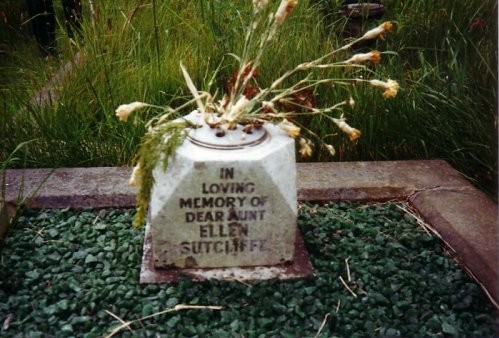 IN
LOVING
MEMORY OF
DEAR AUNT
ELLEN
SUTCLIFFE